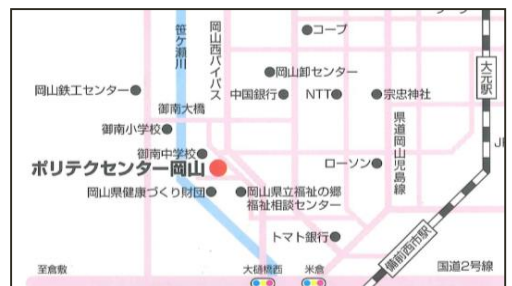 コープ
笹ケ瀬川
岡山西バイパス
岡山卸センター
大元駅
岡山鉄工センター
中国銀行
NTT
宗忠神社
御南大橋
御南小学校
県道岡山児島線
御南中学校
ポリテクセンター岡山
ローソン
岡山県健康づくり財団
岡山県立福祉の郷
福祉相談センター
トマト銀行
備前西市駅
至倉敷
大樋橋西
米倉
国道2号線